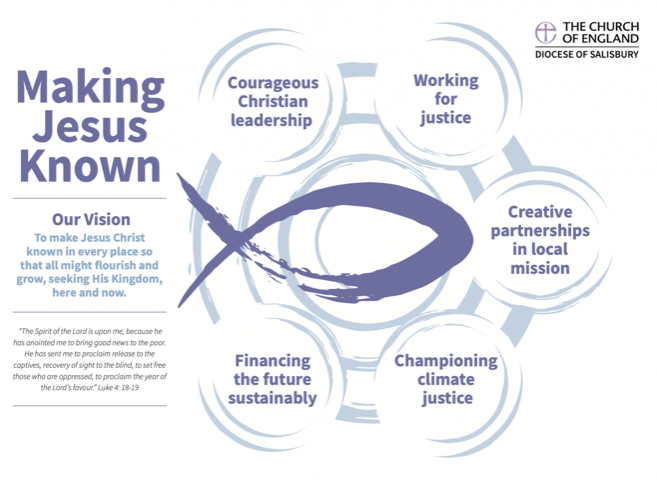 Making
Jesus
Known
Our Vision
To make Jesus Christ
known in every place so
that all might flourish and
grow, seeking His Kingdom,
here and now.
"The Spirit of the Lord is upon me, because he
has anointed me to bring good news to the poor.
He has sent me to proclaim release to the
captives, recovery of sight to the blind, to set free
those who are oppressed, to proclaim the year of
the Lord's favour." Luke 4: 18-19
Courageous
Christian
leadership
Working
for
justice
Creative
partnerships
in local
mission
Championing
climate
justice
Financing
the future
sustainably
THE CHURCH
OF ENGLAND
DIOCESE OF SALISBURY